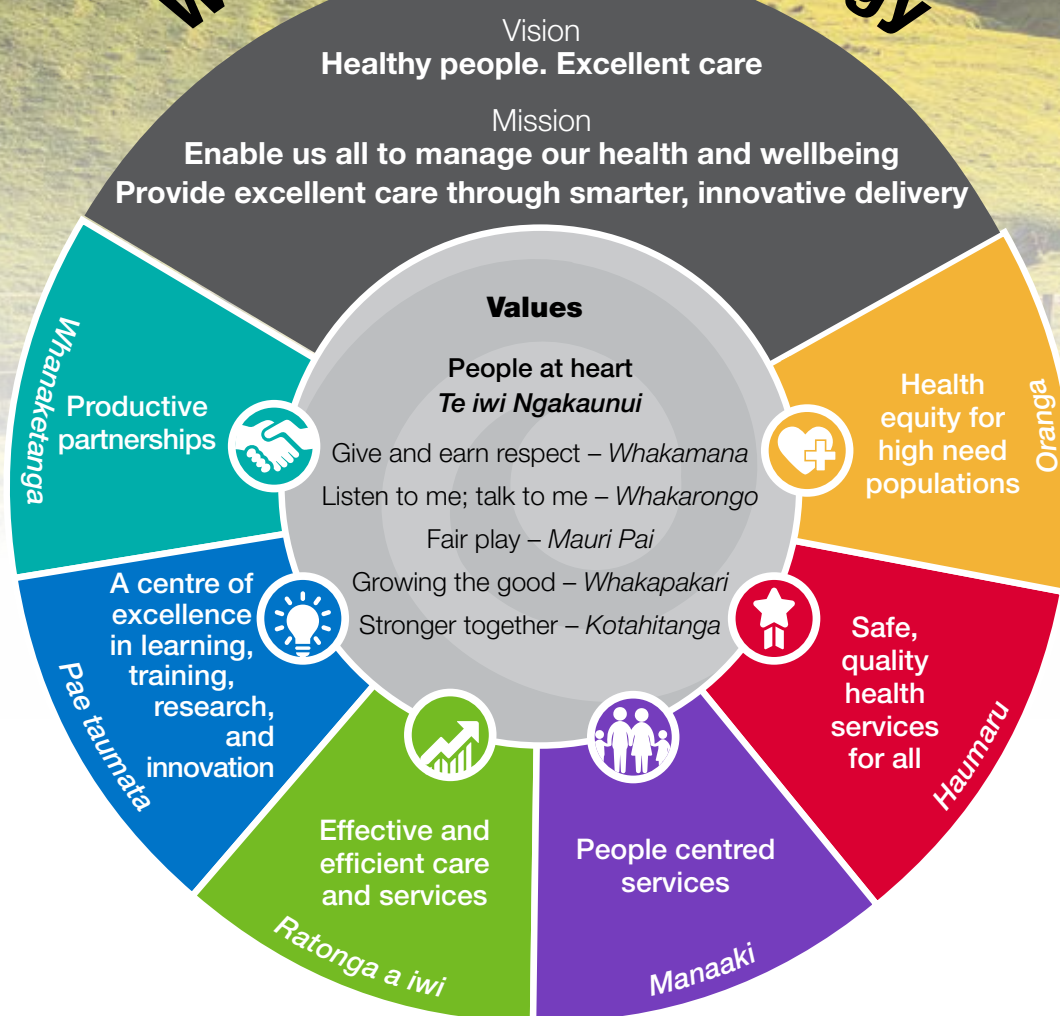 Vision
Healthy people. Excellent care
Mission
Enable us all to manage our health and wellbeing
Provide excellent care through smarter, innovative delivery
Values
People at heart
Te iwi Ngakaunui
Give and earn respect – Whakamana
Listen to me; talk to me – Whakarongo
Fair play – Mauri Pai
Growing the good – Whakapakari
Stronger together – Kotahitanga
Oranga
Health
equity for
high need
populations
Haumaru
Safe,
quality
health
services
for all
Manaaki
People centred
services
Ratonga a iwi
Effective and
efficient care
and services
Pae taumata
A centre of
excellence
in learning,
training,
research,
and
innovation
Whanaketanga
Productive
partnerships